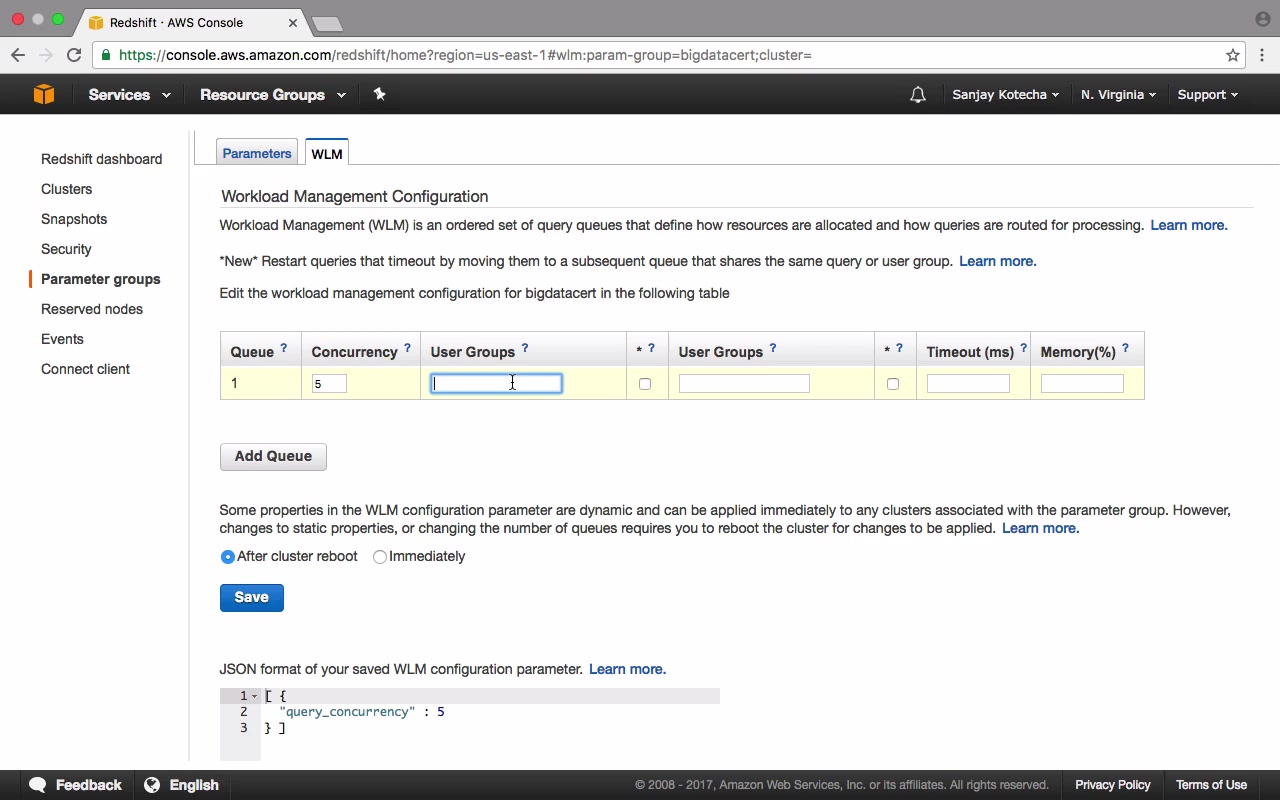 Redshift · AWS Console
https://console.aws.amazon.com/redshift/home?region=us-east-1#wlm:param-group=bigdatacert;cluster=
Services Resource Groups Sanjay Kotecha N. Virginia Support
Redshift dashboard
Clusters
Snapshots
Security
Parameter groups
Reserved nodes
Events
Connect client
Parameters WLM
Workload Management Configuration
Workload Management (WLM) is an ordered set of query queues that define how resources are allocated and how queries are routed for processing. Learn more.
*New* Restart queries that timeout by moving them to a subsequent queue that shares the same query or user group. Learn more.
Edit the workload management configuration for bigdatacert in the following table
Queue ? Concurrency ? User Groups ? * ? User Groups ? * ? Timeout (ms) ? Memory(%) ?
1 5
Add Queue
Some properties in the WLM configuration parameter are dynamic and can be applied immediately to any clusters associated with the parameter group. However,
changes to static properties, or changing the number of queues requires you to reboot the cluster for changes to be applied. Learn more.
After cluster reboot Immediately
Save
JSON format of your saved WLM configuration parameter. Learn more.
1 [ {
2 "query_concurrency" : 5
3 } ]
Feedback English © 2008 - 2017, Amazon Web Services, Inc. or its affiliates. All rights reserved. Privacy Policy Terms of Use